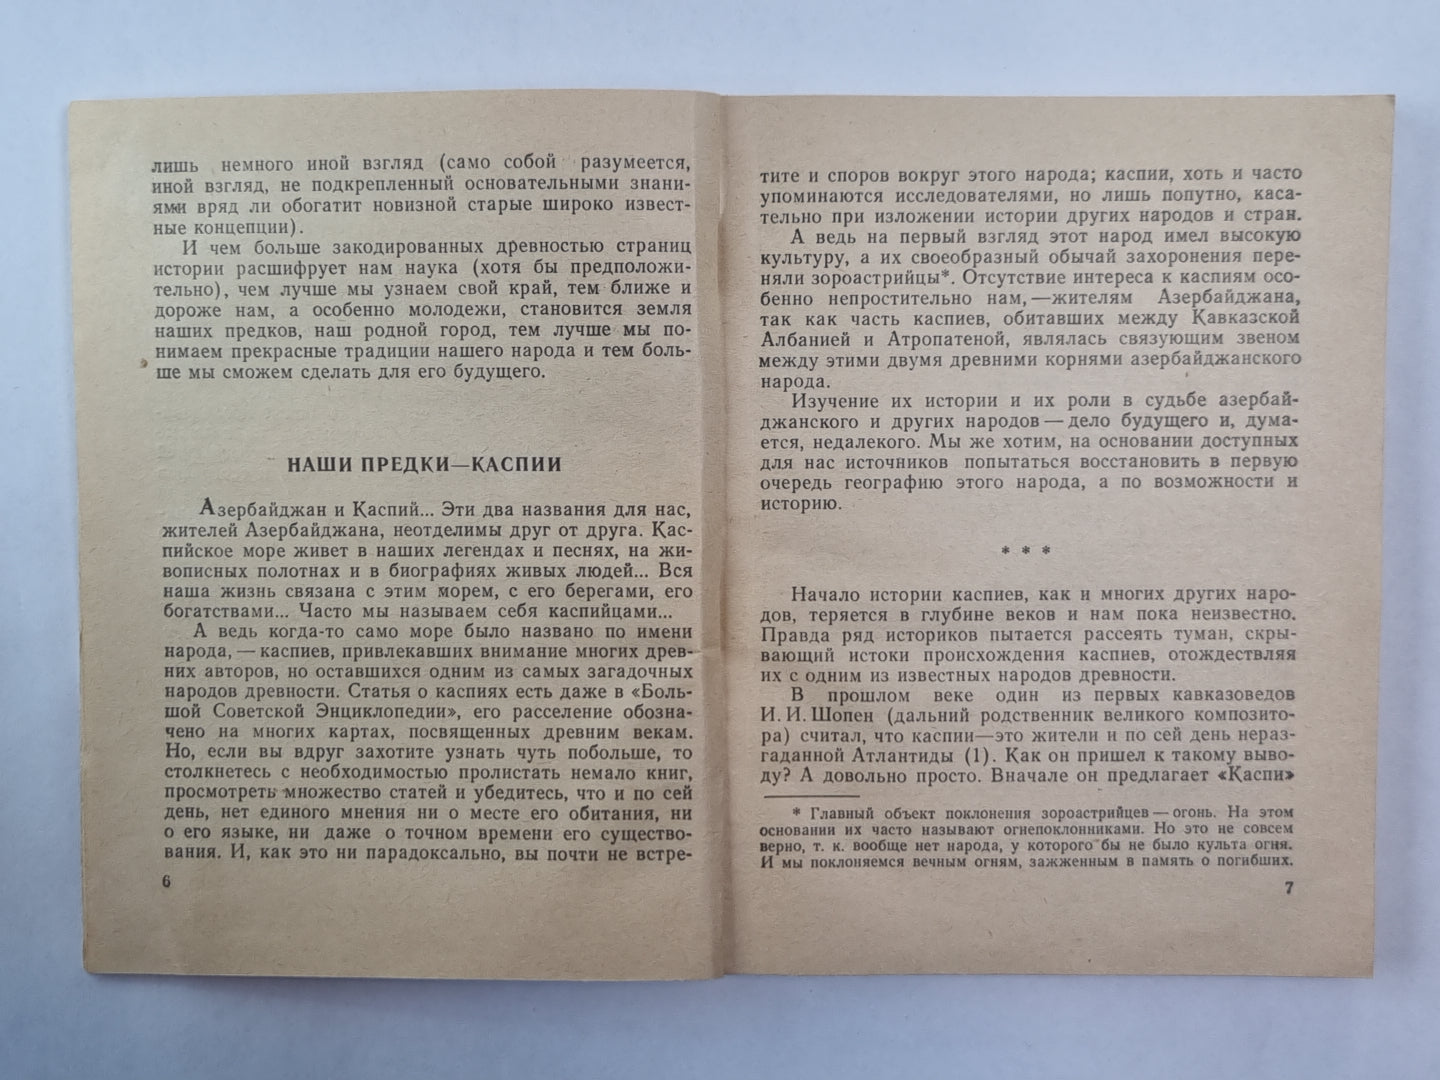 лишь немного иной взгляд (само собой разумеется,
иной взгляд, не подкрепленный основательными знани-
ями вряд ли обогатит новизной старые широко извест-
ные концепции).
И чем больше закодированных древностью страниц
истории расшифрует нам наука (хотя бы предположи-
тельно), чем лучше мы узнаем свой край, тем ближе и
дороже нам, а особенно молодежи, становится земля
наших предков, наш родной город, тем лучше мы по-
нимаем прекрасные традиции нашего народа и тем боль-
ше мы сможем сделать для его будущего.
НАШИ ПРЕДКИ—КАСПИИ
Азербайджан и Каспий... Эти два названия для нас,
жителей Азербайджана, неотделимы друг от друга. Кас-
пийское море живет в наших легендах и песнях, на жи-
вописных полотнах и в биографиях живых людей... Вся
наша жизнь связана с этим морем, с его берегами, его
богатствами... Часто мы называем себя каспийцами...
А ведь когда-то само море было названо по имени
народа, — каспиев, привлекавших внимание многих древ-
них авторов, но оставшихся одним из самых загадочных
народов древности. Статья о каспиях есть даже в «Боль-
шой Советской Энциклопедии», его расселение обозна-
чено на многих картах, посвященных древним векам.
Но, если вы вдруг захотите узнать чуть побольше, то
столкнетесь с необходимостью пролистать немало книг,
просмотреть множество статей и убедитесь, что и по сей
день, нет единого мнения ни о месте его обитания, ни
о его языке, ни даже о точном времени его существо-
вания. И, как это ни парадоксально, вы почти не встре-
6
тите и споров вокруг этого народа; каспии, хоть и часто
упоминаются исследователями, но лишь попутно, каса-
тельно при изложении истории других народов и стран.
А ведь на первый взгляд этот народ имел высокую
культуру, а их своеобразный обычай захоронения пере-
няли зороастрийцы*. Отсутствие интереса к каспиям осо-
бенно непростительно нам, —жителям Азербайджана,
так как часть каспиев, обитавших между Кавказской
Албанией и Атропатеной, являлась связующим звеном
между этими двумя древними корнями азербайджанского
народа.
Изучение их истории и их роли в судьбе азербай-
джанского и других народов — дело будущего и, дума-
ется, недалекого. Мы же хотим, на основании доступных
для нас источников попытаться восстановить в первую
очередь географию этого народа, а по возможности и
историю.
* * *
Начало истории каспиев, как и многих других наро-
дов, теряется в глубине веков и нам пока неизвестно.
Правда ряд историков пытается рассеять туман, скры-
вающий истоки происхождения каспиев, отождествляя
их с одним из известных народов древности.
В прошлом веке один из первых кавказоведов
И. И. Шопен (дальний родственник великого композито-
ра) считал, что каспии—это жители и по сей день нераз-
гаданной Атлантиды (1). Как он пришел к такому выво-
ду? А довольно просто. Вначале он предлагает «Каспи»
* Главный объект поклонения зороастрийцев — огонь. На этом
основании их часто называют огнепоклонниками. Но это не совсем
верно, т. к. вообще нет народа, у которого бы не было культа огня.
И мы поклоняемся вечным огням, зажженным в память о погибших.
7